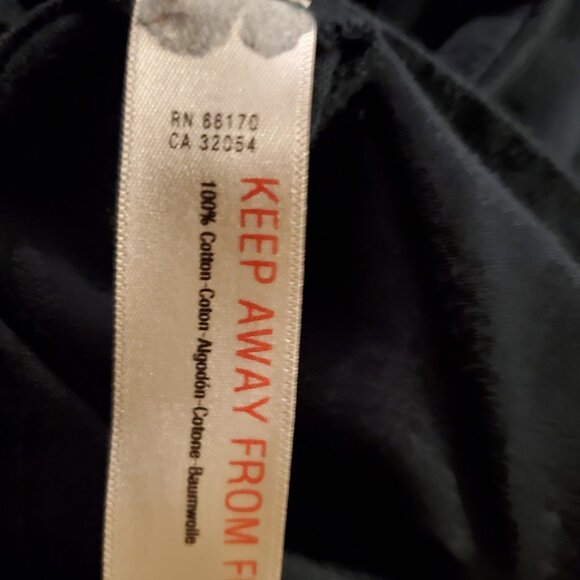 RN 66170
CA 32054
KEEP AWAY FROM F
100% Cotton-Coton-Algodón-Cotone-Baumwolle